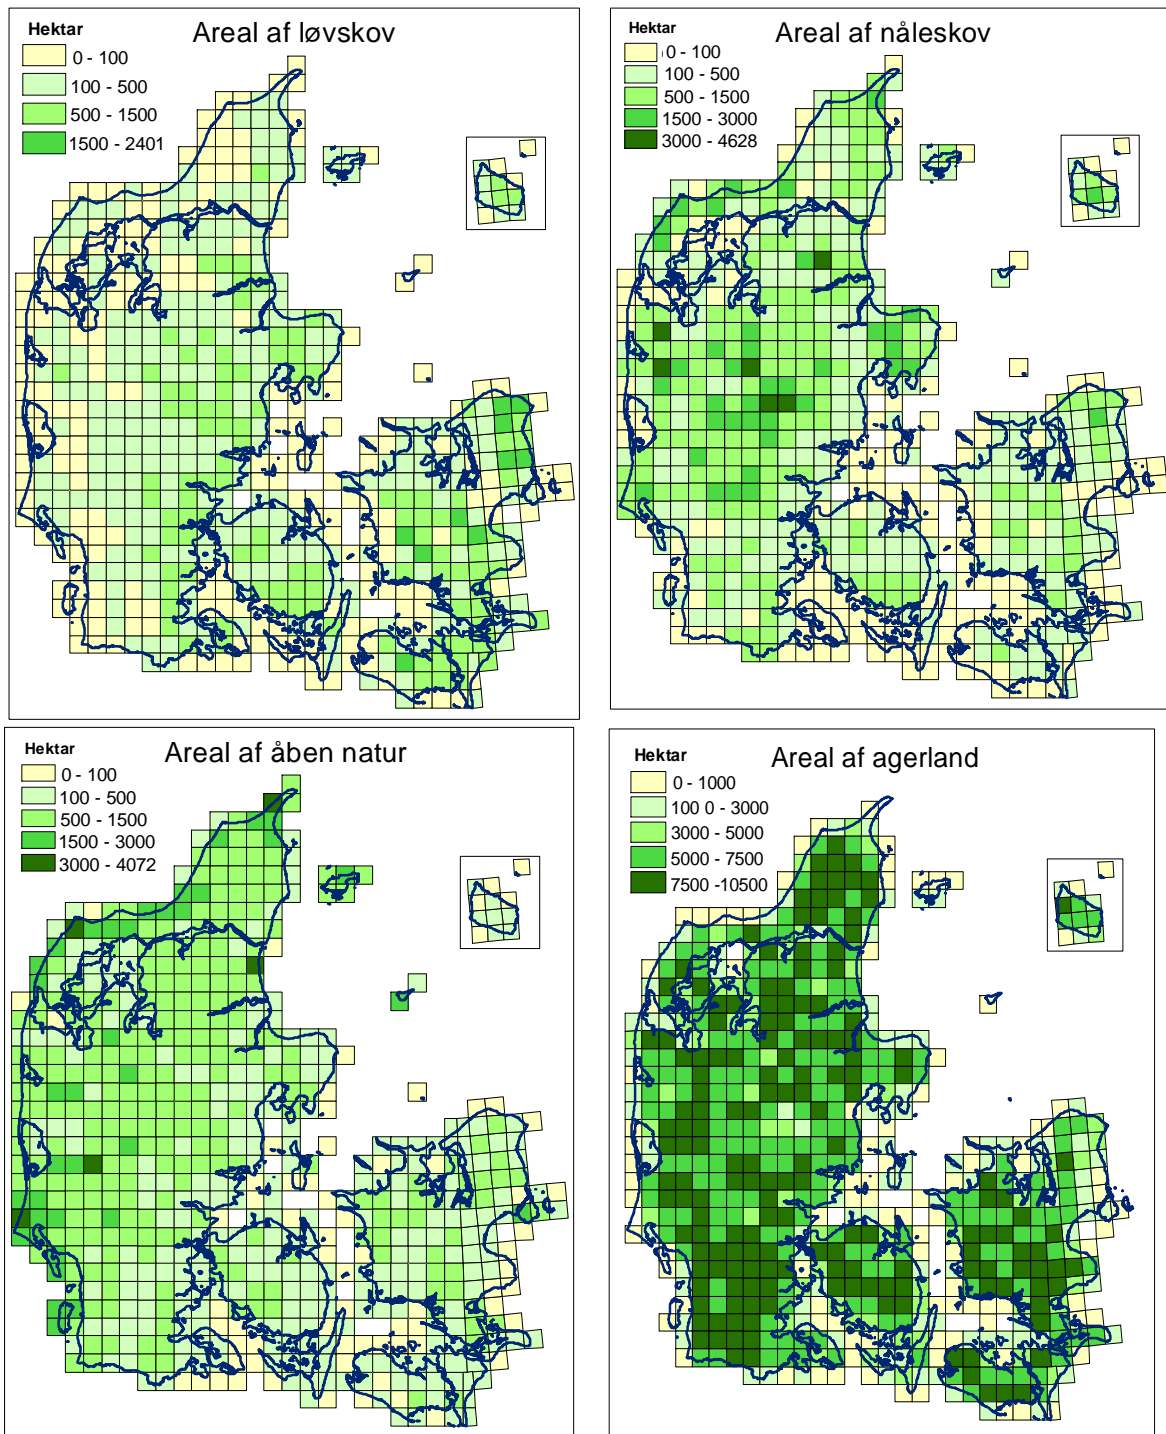 Areal af løvskov
Hektar
0 - 100
100 - 500
500 - 1500
1500 - 2401
Areal af nåleskov
Hektar
0 - 100
100 - 500
500 - 1500
1500 - 3000
3000 - 4628
Areal af åben natur
Hektar
0 - 100
100 - 500
500 - 1500
1500 - 3000
3000 - 4072
Areal af agerland
Hektar
0 - 1000
100 0 - 3000
3000 - 5000
5000 - 7500
7500 -10500